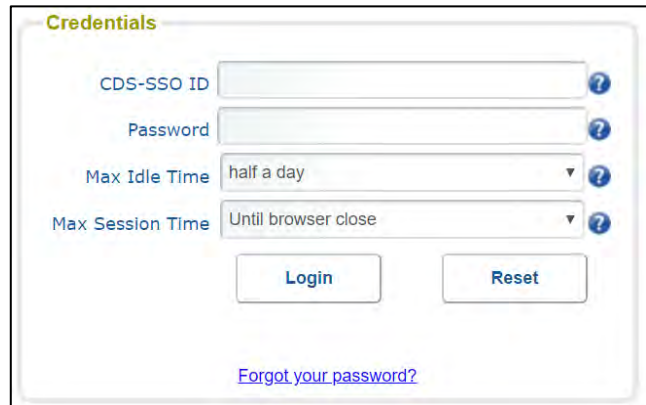 Credentials
CDS-SSO ID
Password
Max Idle Time half a day
Max Session Time Until browser close
Login Reset
Forgot your password?